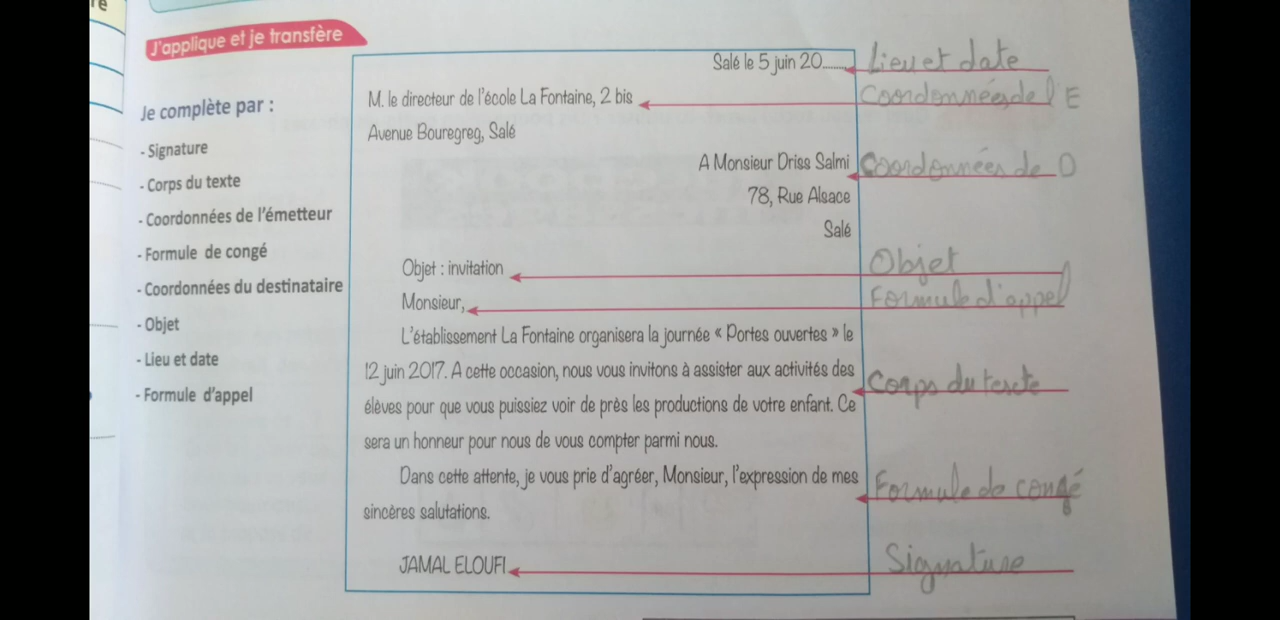 re
J'applique et je transfère
Je complète par :
- Signature
- Corps du texte
- Coordonnées de l'émetteur
- Formule de congé
- Coordonnées du destinataire
- Objet
- Lieu et date
- Formule d'appel
Salé le 5 juin 20........
Lieu et date
M. le directeur de l'école La Fontaine, 2 bis
Coordonnées de l'E
Avenue Bouregreg, Salé
A Monsieur Driss Salmi
Coordonnées de D
78, Rue Alsace
Salé
Objet : invitation
Objet
Monsieur,
Formule d'appel
L'établissement La Fontaine organisera la journée « Portes ouvertes » le
12 juin 2017. A cette occasion, nous vous invitons à assister aux activités des
Corps du texte
élèves pour que vous puissiez voir de près les productions de votre enfant. Ce
sera un honneur pour nous de vous compter parmi nous.
Dans cette attente, je vous prie d'agréer, Monsieur, l'expression de mes
Formule de congé
sincères salutations.
JAMAL ELOUFI
Signature